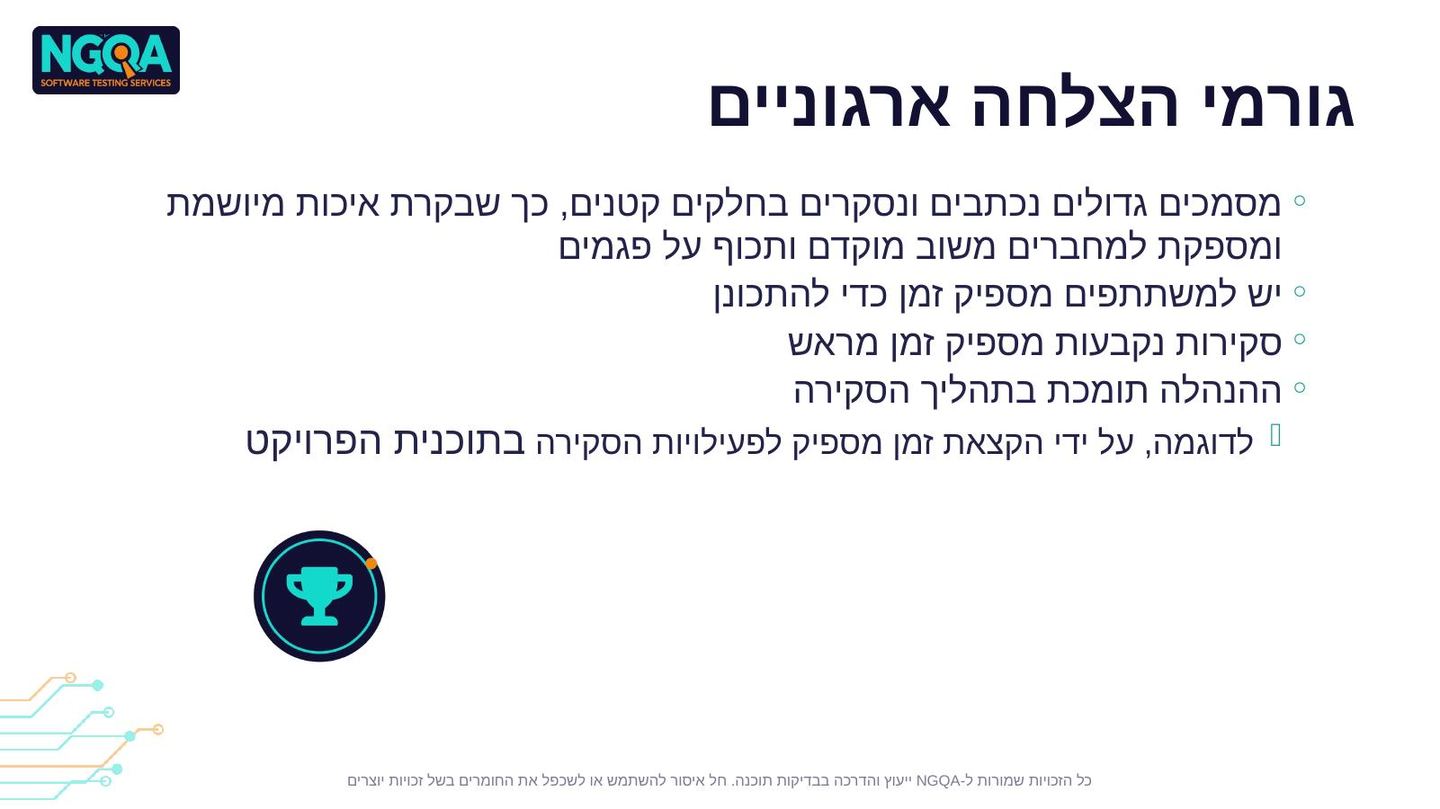 NGQA
SOFTWARE TESTING SERVICES
גורמי הצלחה ארגוניים
מסמכים גדולים נכתבים ונסקרים בחלקים קטנים, כך שבקרת איכות מיושמת
ומספקת למחברים משוב מוקדם ותכוף על פגמים
יש למשתתפים מספיק זמן כדי להתכונן
סקירות נקבעות מספיק זמן מראש
ההנהלה תומכת בתהליך הסקירה
לדוגמה, על ידי הקצאת זמן מספיק לפעילויות הסקירה בתוכנית הפרויקט
כל הזכויות שמורות ל-NGQA ייעוץ והדרכה בבדיקות תוכנה. חל איסור להשתמש או לשכפל את החומרים בשל זכויות יוצרים